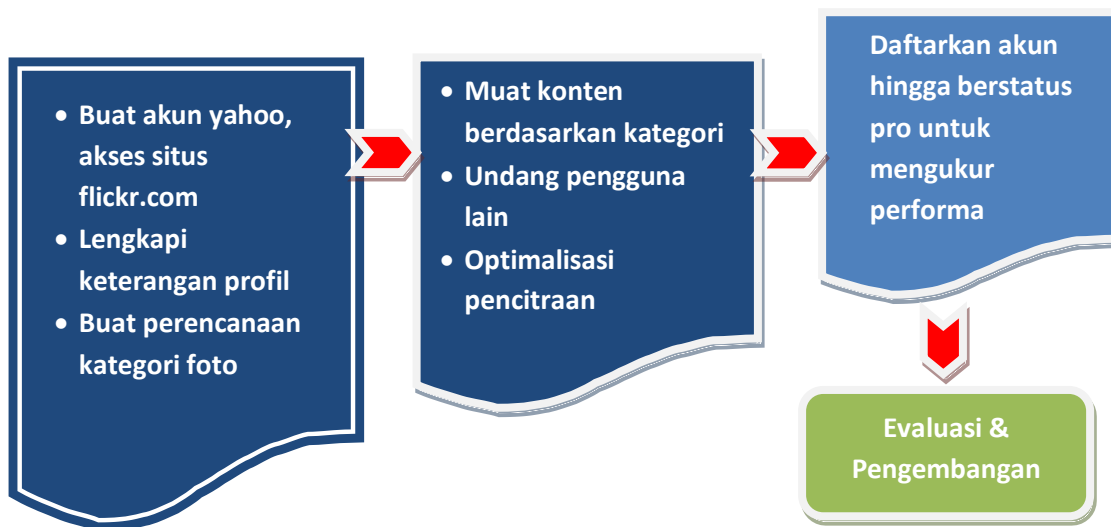 • Buat akun yahoo,
akses situs
flickr.com
• Lengkapi
keterangan profil
• Buat perencanaan
kategori foto
• Muat konten
berdasarkan kategori
• Undang pengguna
lain
• Optimalisasi
pencitraan
Daftarkan akun
hingga berstatus
pro untuk
mengukur
performa
Evaluasi &
Pengembangan